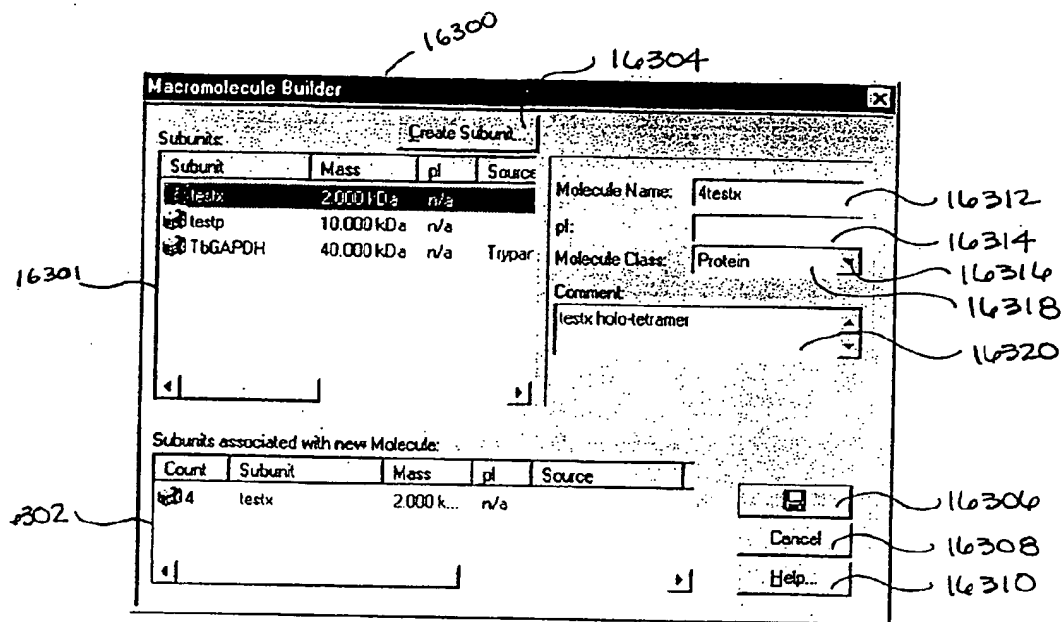 16300
16304
Macromolecule Builder
Subunits:
Create Subunit...
Subunit Mass pI Source
testx 2.000 kDa n/a
testp 10.000 kDa n/a
TbGAPDH 40.000 kDa n/a Trypar
16301
Molecule Name: 4testx
16312
pI:
16314
Molecule Class: Protein
16316
16318
Comment:
testx holo-tetramer
16320
Subunits associated with new Molecule:
Count Subunit Mass pI Source
4 testx 2.000 k... n/a
302
16306
Cancel
16308
Help...
16310